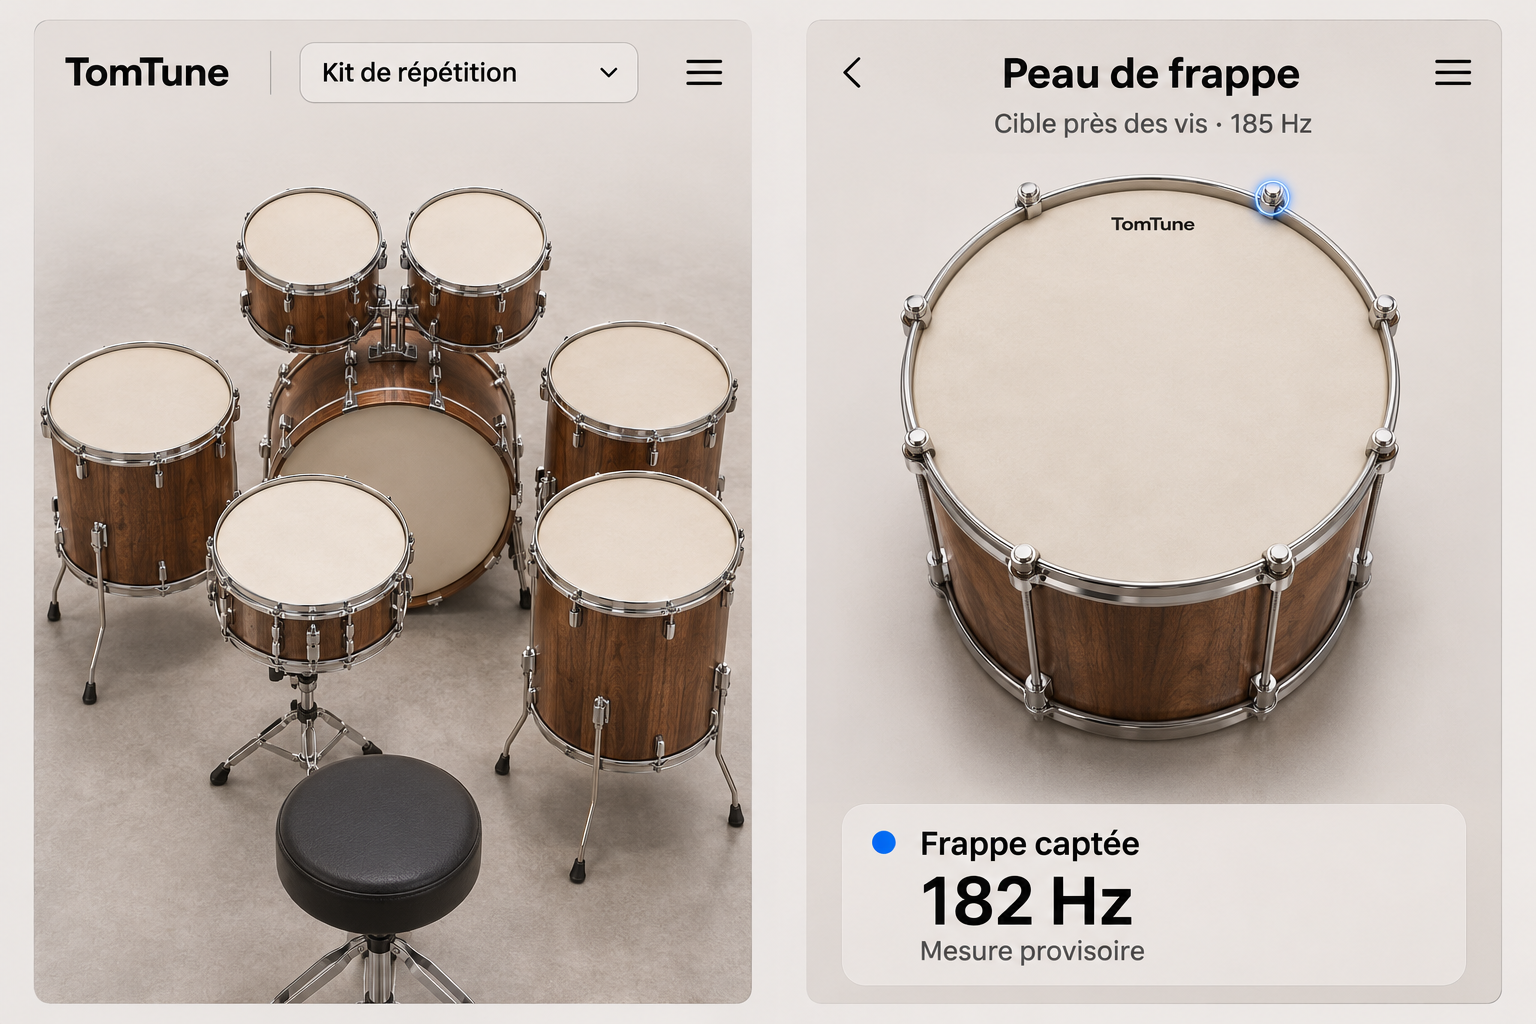 TomTune
Kit de répétition
Peau de frappe
Cible près des vis · 185 Hz
TomTune
Frappe captée
182 Hz
Mesure provisoire